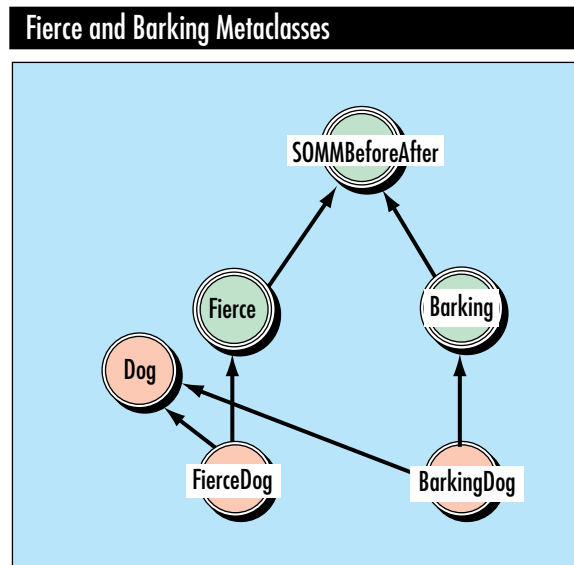 Fierce and Barking Metaclasses
SOMMBeforeAfter
Fierce
Barking
Dog
FierceDog
BarkingDog